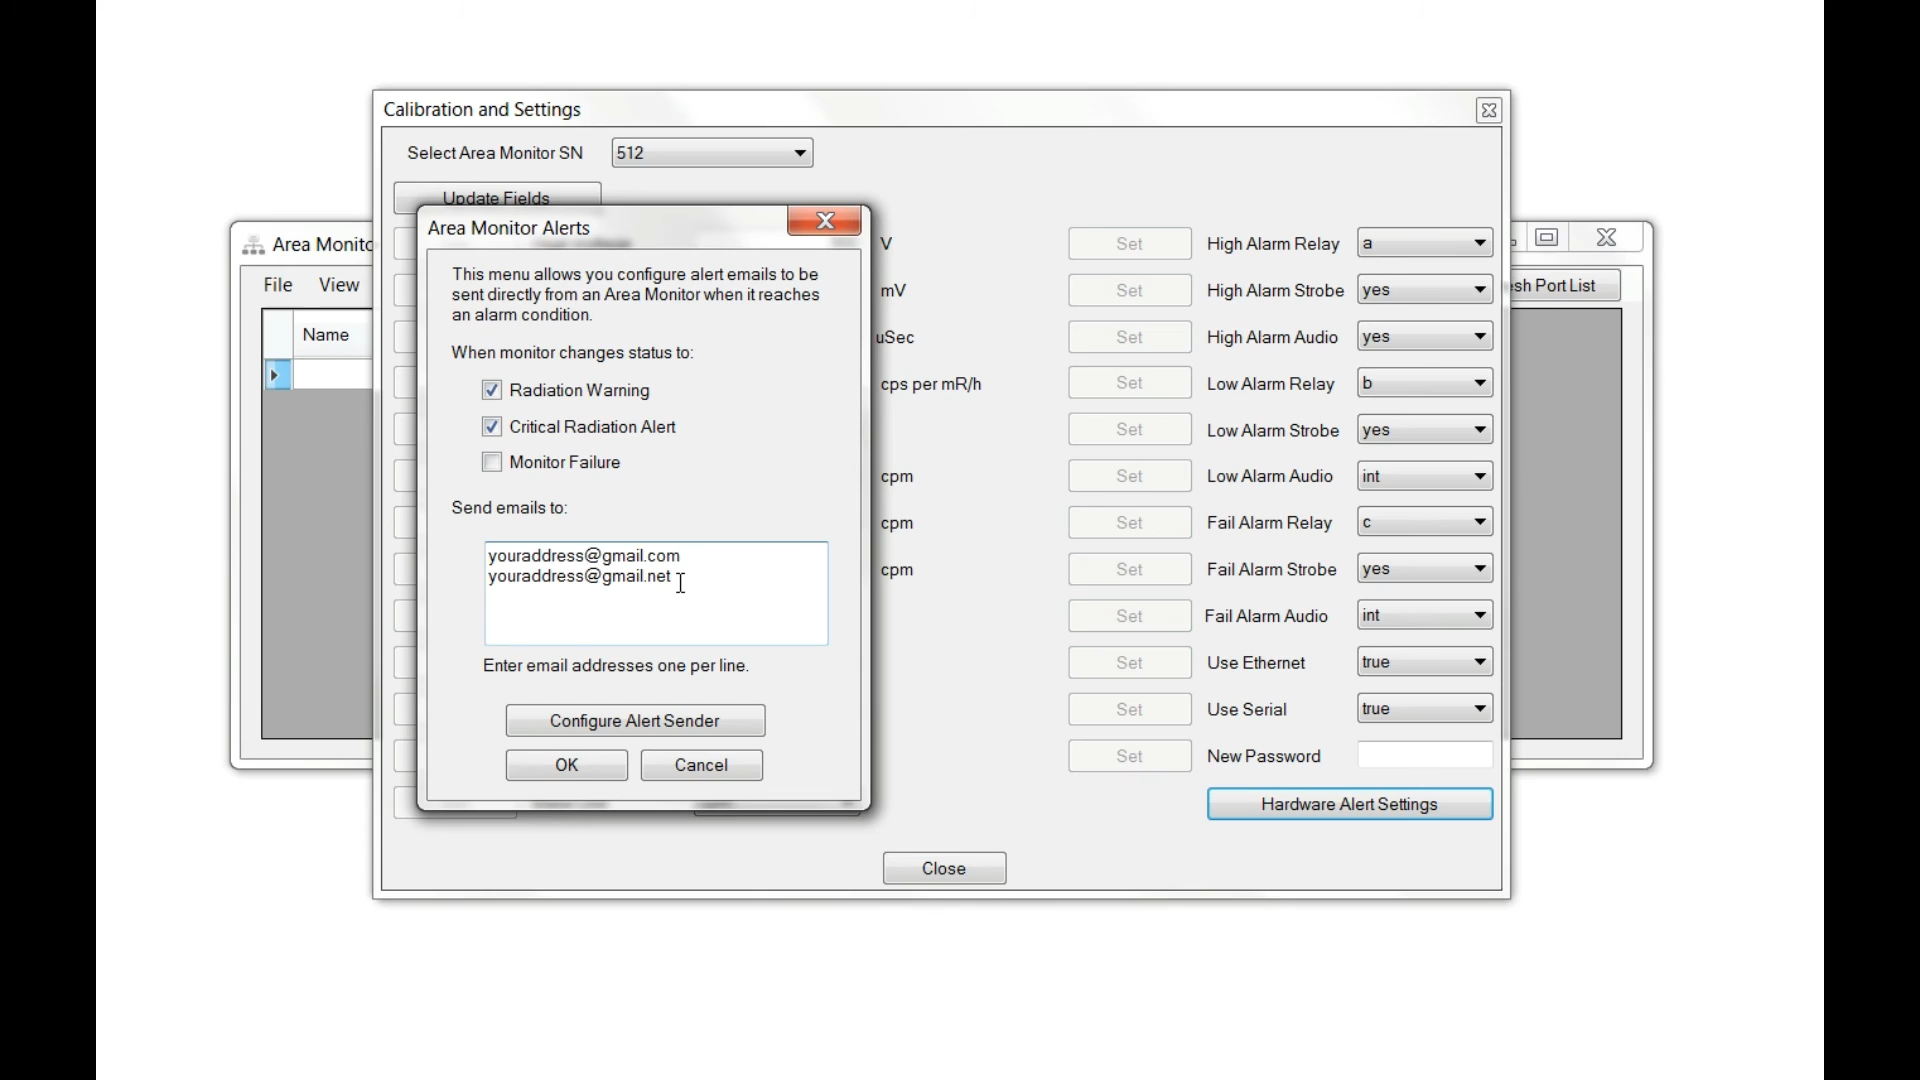 Calibration and Settings
Select Area Monitor SN 512
Update Fields
Area Monito
File View
Name
esh Port List
Area Monitor Alerts
This menu allows you configure alert emails to be
sent directly from an Area Monitor when it reaches
an alarm condition.
When monitor changes status to:
Radiation Warning
Critical Radiation Alert
Monitor Failure
Send emails to:
youraddress@gmail.com
youraddress@gmail.net
Enter email addresses one per line.
Configure Alert Sender
OK Cancel
V Set High Alarm Relay a
mV Set High Alarm Strobe yes
uSec Set High Alarm Audio yes
cps per mR/h Set Low Alarm Relay b
Set Low Alarm Strobe yes
cpm Set Low Alarm Audio int
cpm Set Fail Alarm Relay c
cpm Set Fail Alarm Strobe yes
Set Fail Alarm Audio int
Set Use Ethernet true
Set Use Serial true
Set New Password
Hardware Alert Settings
Close